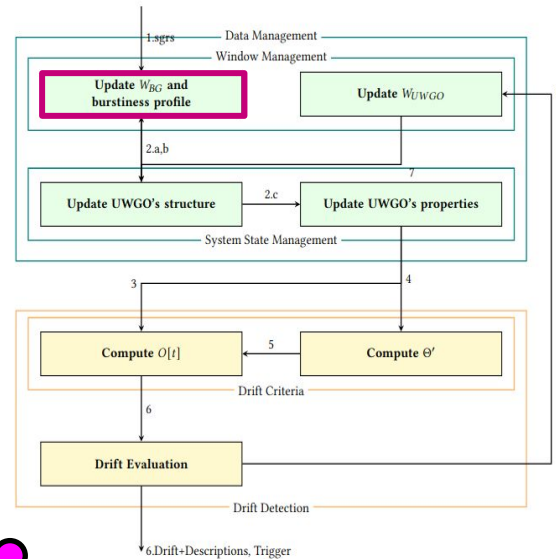 1.sgrs
Data Management
Window Management
Update W_BG and
burstiness profile
Update W_UWGO
2.a,b
7
Update UWGO's structure
2.c
Update UWGO's properties
System State Management
3
4
Compute O[t]
5
Compute Θ′
Drift Criteria
6
Drift Evaluation
Drift Detection
6.Drift+Descriptions, Trigger